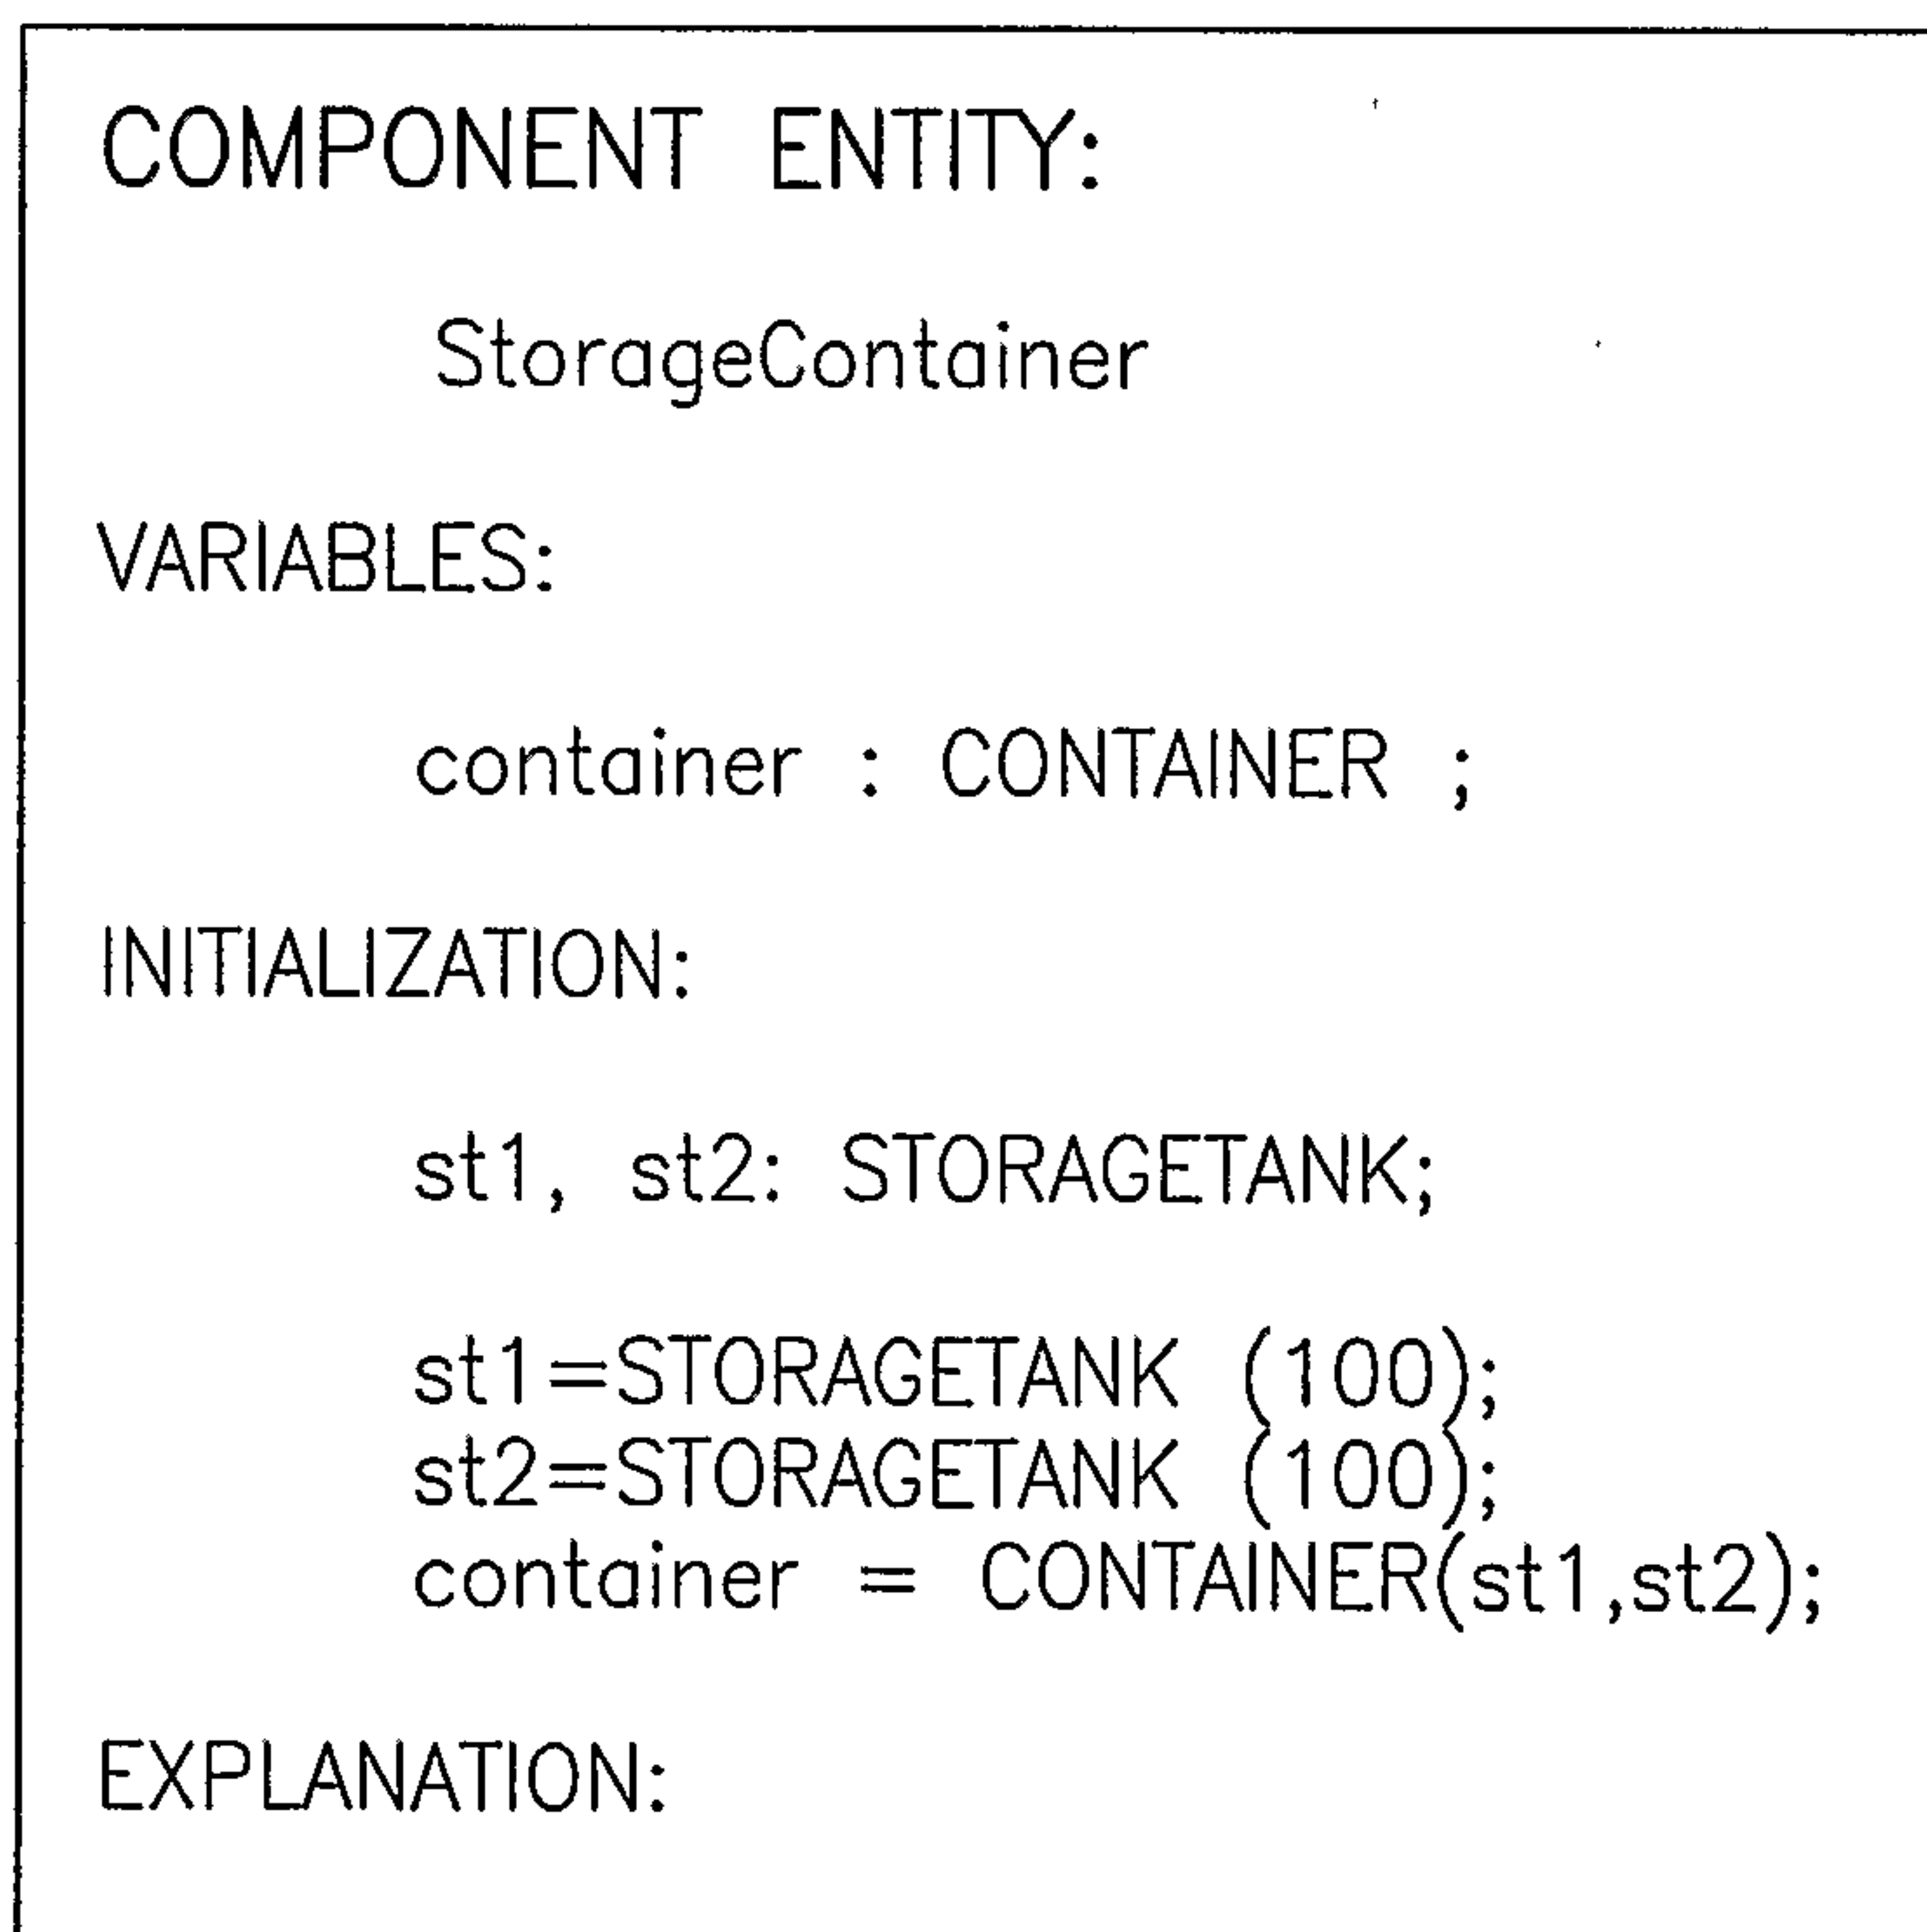 COMPONENT ENTITY:
StorageContainer
VARIABLES:
container : CONTAINER ;
INITIALIZATION:
st1, st2: STORAGETANK;
st1=STORAGETANK (100);
st2=STORAGETANK (100);
container = CONTAINER(st1,st2);
EXPLANATION: